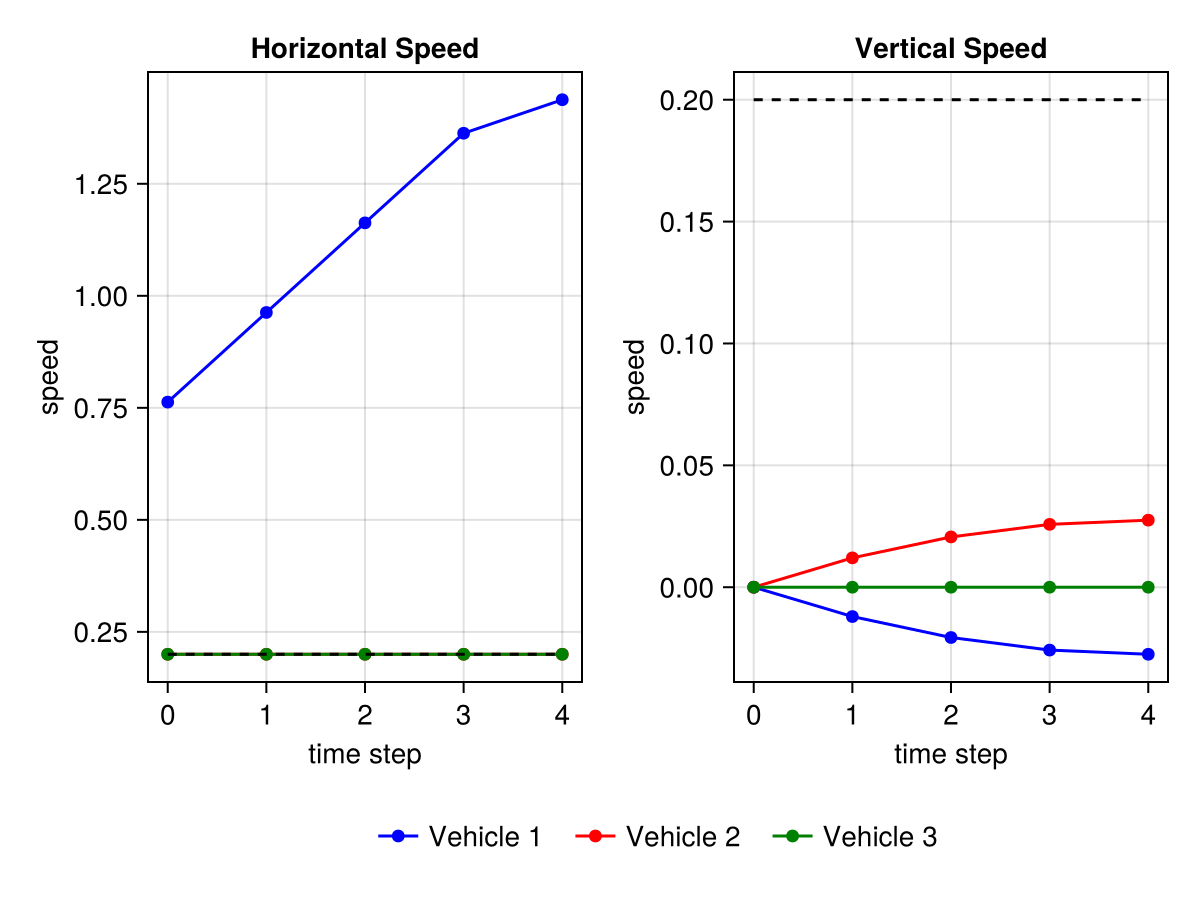 Horizontal Speed
speed
1.25
1.00
0.75
0.50
0.25
0 1 2 3 4
time step
Vertical Speed
speed
0.20
0.15
0.10
0.05
0.00
0 1 2 3 4
time step
Vehicle 1 Vehicle 2 Vehicle 3